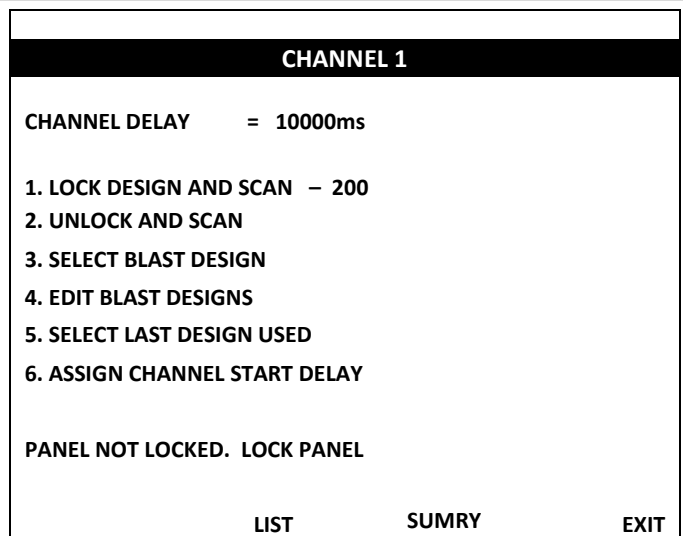 CHANNEL 1
CHANNEL DELAY = 10000ms
1. LOCK DESIGN AND SCAN – 200
2. UNLOCK AND SCAN
3. SELECT BLAST DESIGN
4. EDIT BLAST DESIGNS
5. SELECT LAST DESIGN USED
6. ASSIGN CHANNEL START DELAY
PANEL NOT LOCKED. LOCK PANEL
LIST SUMRY EXIT